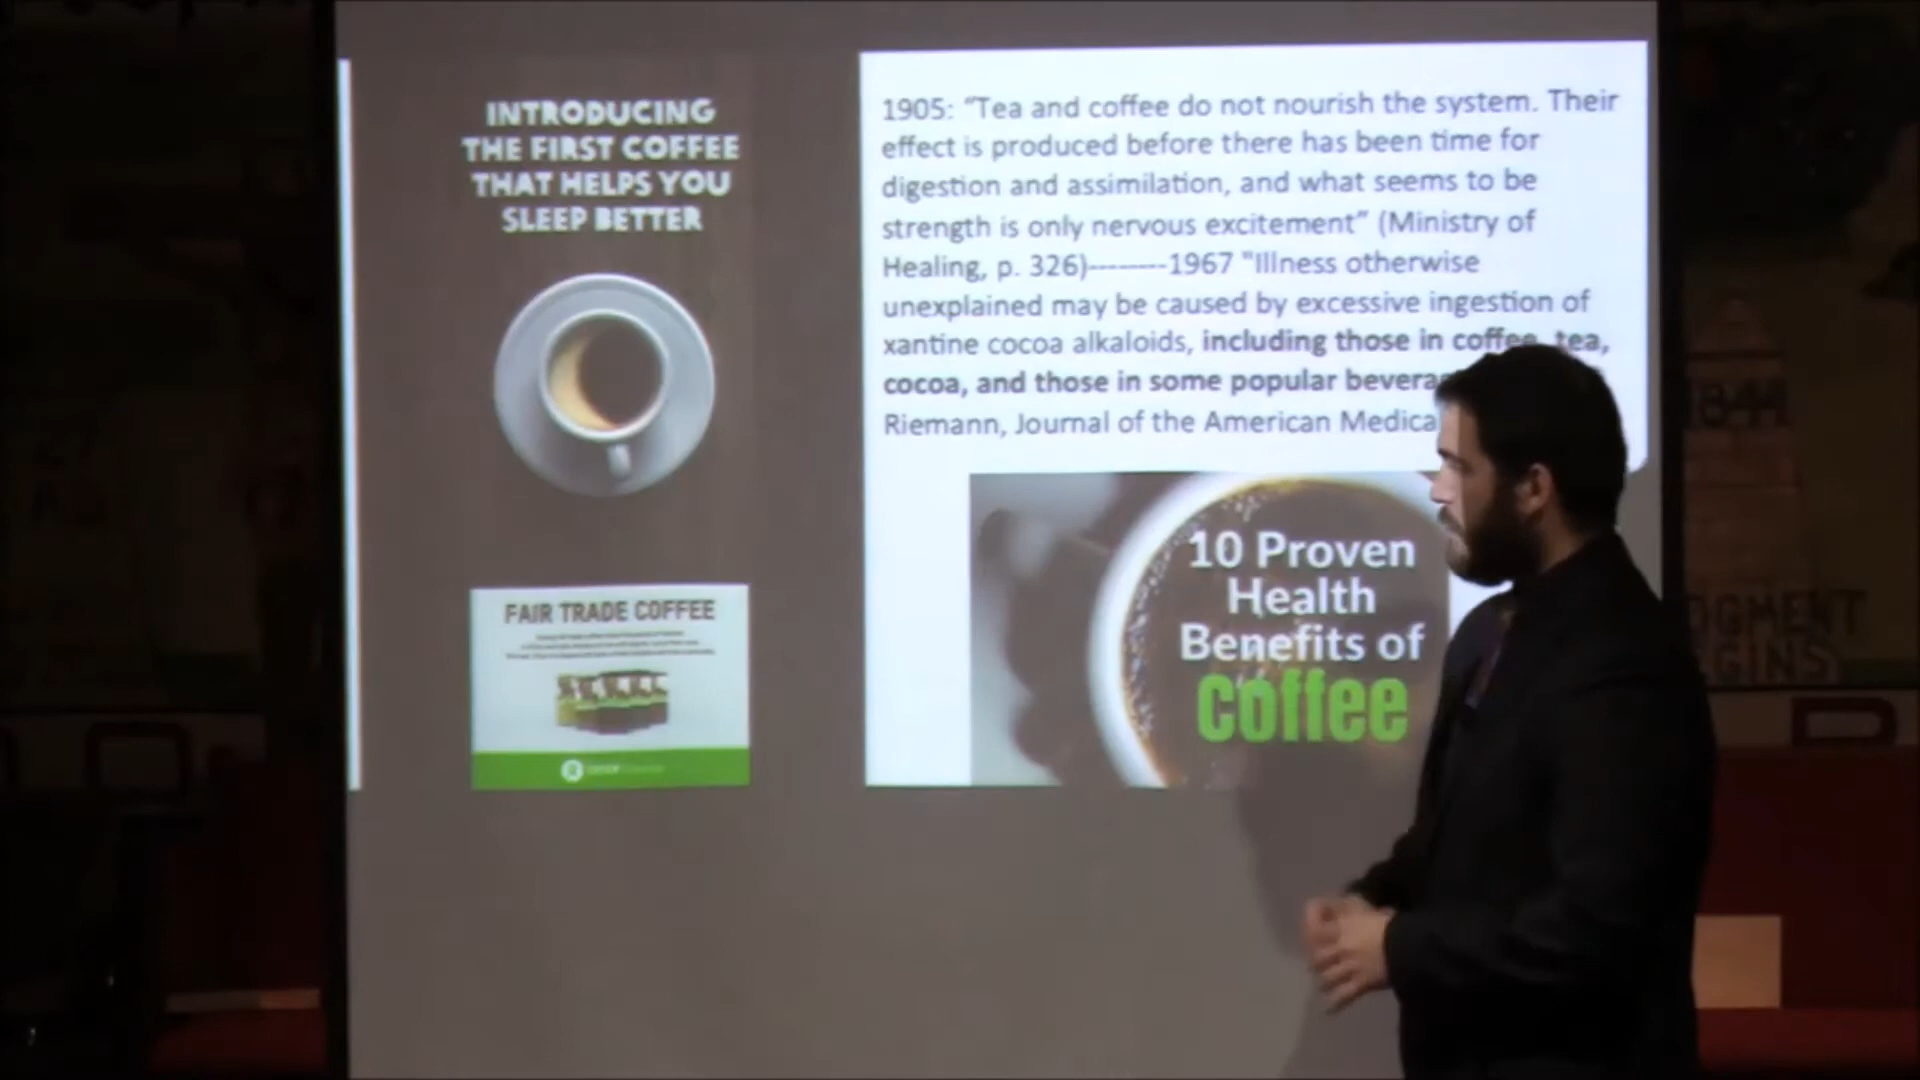 INTRODUCING
THE FIRST COFFEE
THAT HELPS YOU
SLEEP BETTER
FAIR TRADE COFFEE
1905: "Tea and coffee do not nourish the system. Their
effect is produced before there has been time for
digestion and assimilation, and what seems to be
strength is only nervous excitement" (Ministry of
Healing, p. 326)--------1967 "Illness otherwise
unexplained may be caused by excessive ingestion of
xantine cocoa alkaloids, including those in coffee, tea,
cocoa, and those in some popular
Riemann, Journal of the American
10 Proven
Health
Benefits of
Coffee
1844